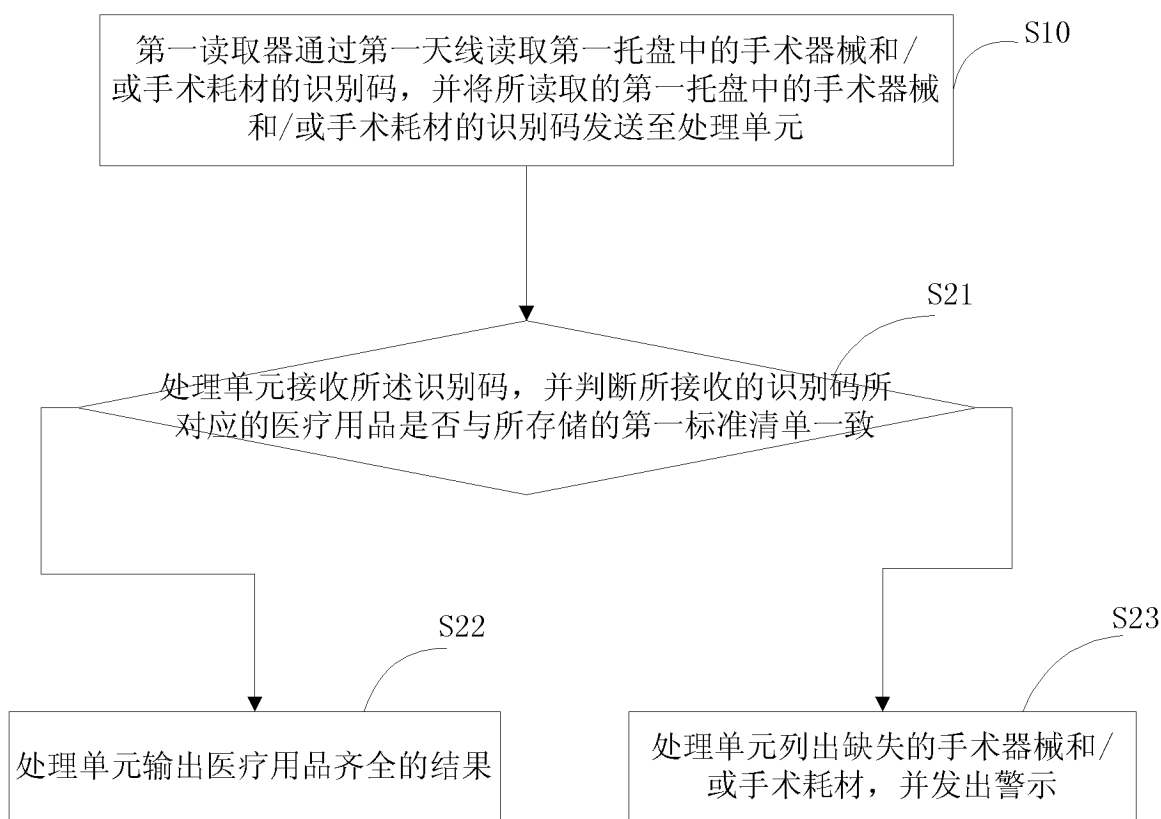 第一读取器通过第一天线读取第一托盘中的手术器械和/
或手术耗材的识别码，并将所读取的第一托盘中的手术器械
和/或手术耗材的识别码发送至处理单元
S10
S21
处理单元接收所述识别码，并判断所接收的识别码所
对应的医疗用品是否与所存储的第一标准清单一致
S22
处理单元输出医疗用品齐全的结果
S23
处理单元列出缺失的手术器械和/
或手术耗材，并发出警示